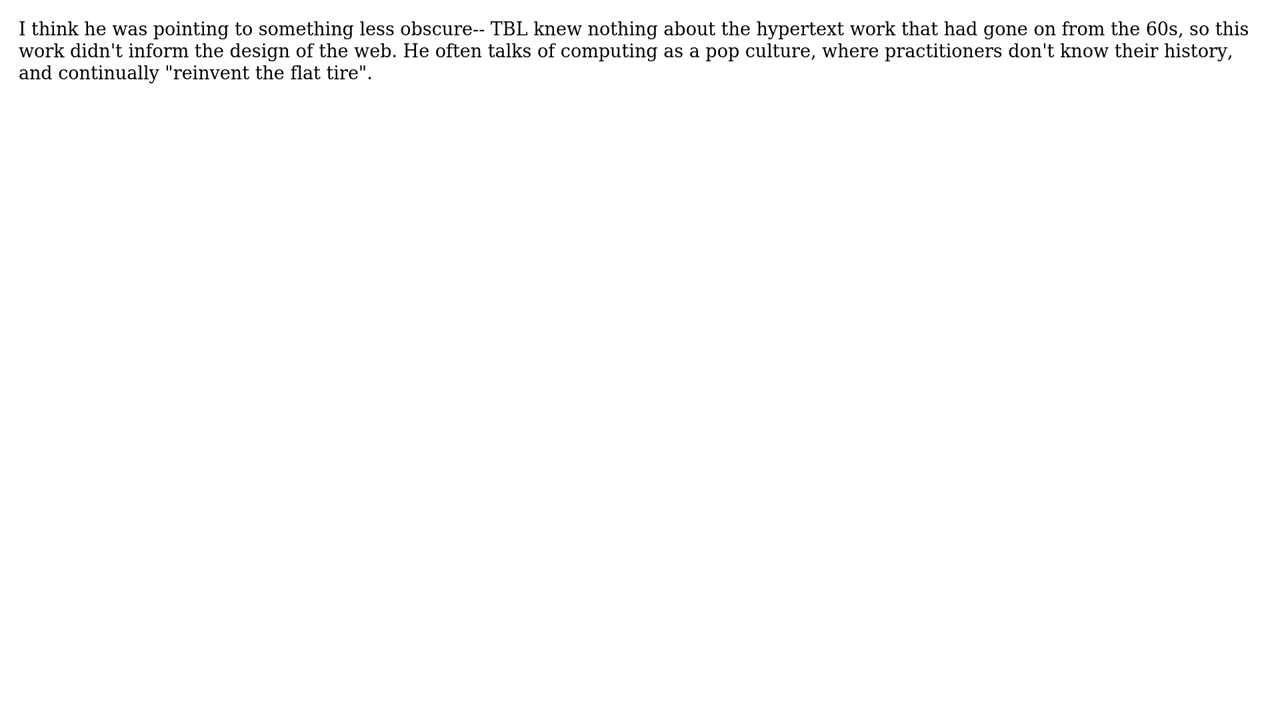 I think he was pointing to something less obscure-- TBL knew nothing about the hypertext work that had gone on from the 60s, so this
work didn't inform the design of the web. He often talks of computing as a pop culture, where practitioners don't know their history,
and continually "reinvent the flat tire".